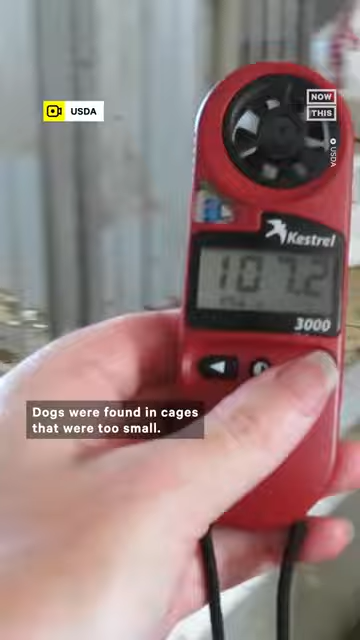 USDA
NOW
THIS
USDA
Kestrel
107.2
3000
Dogs were found in cages
that were too small.